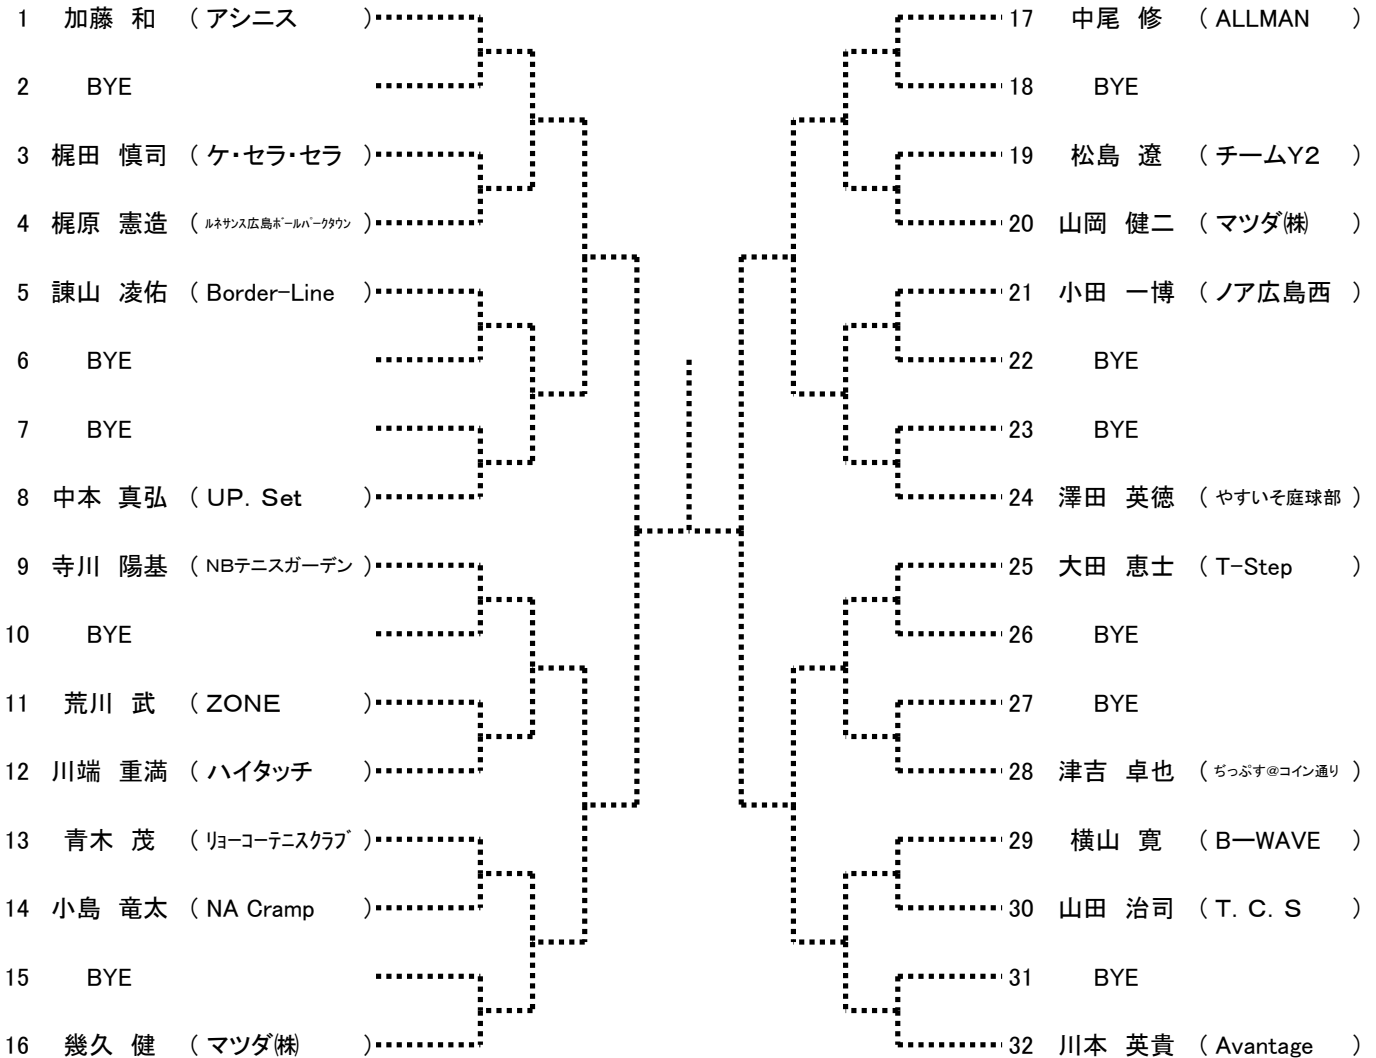 1 加藤 和 ( アシニス )
2 BYE
3 梶田 慎司 ( ケ・セラ・セラ )
4 梶原 憲造 ( ﾙﾈｻﾝｽ広島ﾎﾞｰﾙﾊﾟｰｸﾀｳﾝ )
5 諌山 凌佑 ( Border-Line )
6 BYE
7 BYE
8 中本 真弘 ( UP. Set )
9 寺川 陽基 ( NBテニスガーデン )
10 BYE
11 荒川 武 ( ZONE )
12 川端 重満 ( ハイタッチ )
13 青木 茂 ( ﾘｮｰｺｰﾃﾆｽｸﾗﾌﾞ )
14 小島 竜太 ( NA Cramp )
15 BYE
16 幾久 健 ( マツダ㈱ )
17 中尾 修 ( ALLMAN )
18 BYE
19 松島 遼 ( チームY2 )
20 山岡 健二 ( マツダ㈱ )
21 小田 一博 ( ノア広島西 )
22 BYE
23 BYE
24 澤田 英徳 ( やすいそ庭球部 )
25 大田 恵士 ( T-Step )
26 BYE
27 BYE
28 津吉 卓也 ( ぢっぷす@コイン通り )
29 横山 寛 ( BーWAVE )
30 山田 治司 ( T. C. S )
31 BYE
32 川本 英貴 ( Avantage )